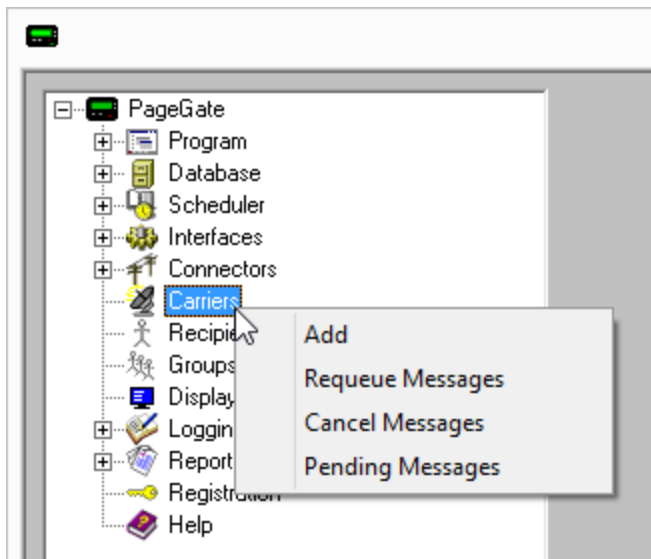 PageGate
Program
Database
Scheduler
Interfaces
Connectors
Carriers
Add
Requeue Messages
Cancel Messages
Pending Messages
Groups
Display
Registration
Help